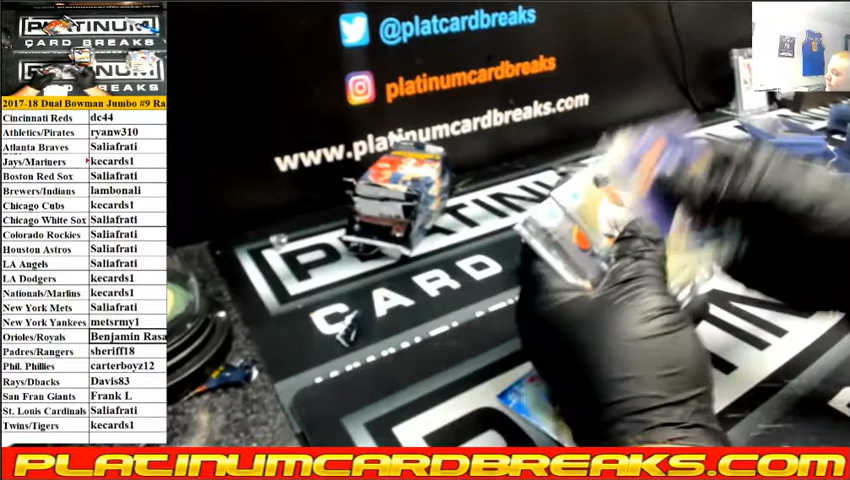 PLATINUM
CARD BREAKS
2017-18 Dual Bowman Jumbo #9 Ra
Cincinnati Reds dc44
Athletics/Pirates ryanw310
Atlanta Braves Saliafrati
Jays/Mariners kecards1
Boston Red Sox Saliafrati
Brewers/Indians lambonali
Chicago Cubs kecards1
Chicago White Sox Saliafrati
Colorado Rockies Saliafrati
Houston Astros Saliafrati
LA Angels Saliafrati
LA Dodgers kecards1
Nationals/Marlins kecards1
New York Mets Saliafrati
New York Yankees metsrmy1
Orioles/Royals Benjamin Rasa
Padres/Rangers sheriff18
Phil. Phillies carterboyz12
Rays/Dbacks Davis83
San Fran Giants Frank L
St. Louis Cardinals Saliafrati
Twins/Tigers kecards1
@platcardbreaks
platinumcardbreaks
www.platinumcardbreaks.com
PLATINUM
CARD
PLATINUMCARDBREAKS.COM